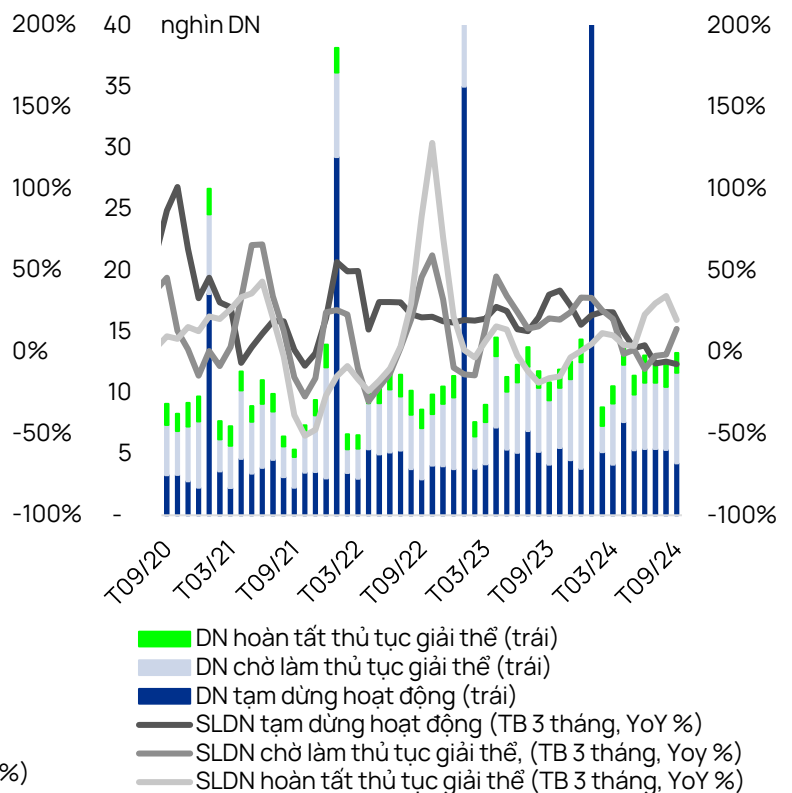 200% 40 nghìn DN 200%
35
150% 150%
30
100% 100%
25
50% 20 50%
0% 15 0%
10
-50% -50%
5
-100% - -100%
T09/20 T03/21 T09/21 T03/22 T09/22 T03/23 T09/23 T03/24 T09/24
DN hoàn tất thủ tục giải thể (trái)
DN chờ làm thủ tục giải thể (trái)
DN tạm dừng hoạt động (trái)
SLDN tạm dừng hoạt động (TB 3 tháng, YoY %)
SLDN chờ làm thủ tục giải thể, (TB 3 tháng, Yoy %)
%) SLDN hoàn tất thủ tục giải thể (TB 3 tháng, YoY %)